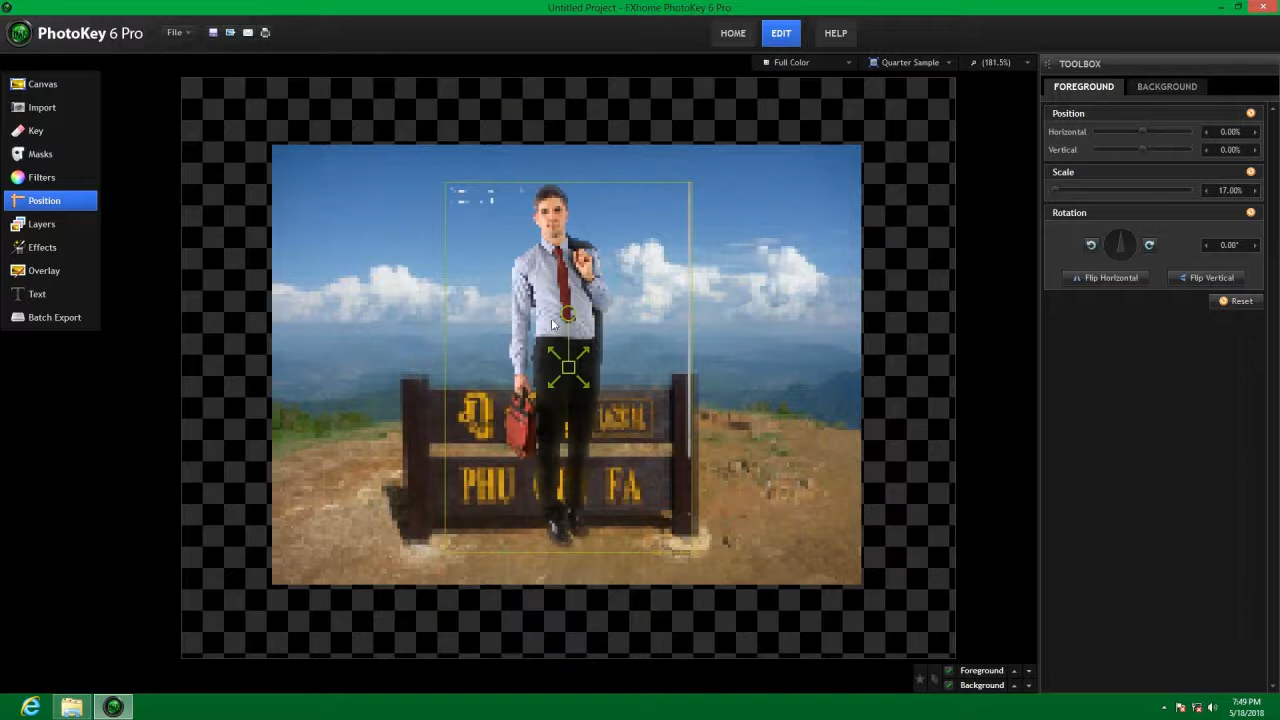 Untitled Project - FXhome PhotoKey 6 Pro
PhotoKey 6 Pro
File
HOME
EDIT
HELP
Full Color
Quarter Sample
(181.5%)
TOOLBOX
Canvas
Import
Key
Masks
Filters
Position
Layers
Effects
Overlay
Text
Batch Export
FOREGROUND
BACKGROUND
Position
Horizontal
0.00%
Vertical
0.00%
Scale
17.00%
Rotation
0.00°
Flip Horizontal
Flip Vertical
Reset
PHU
FA
Foreground
Background
7:49 PM
5/18/2018